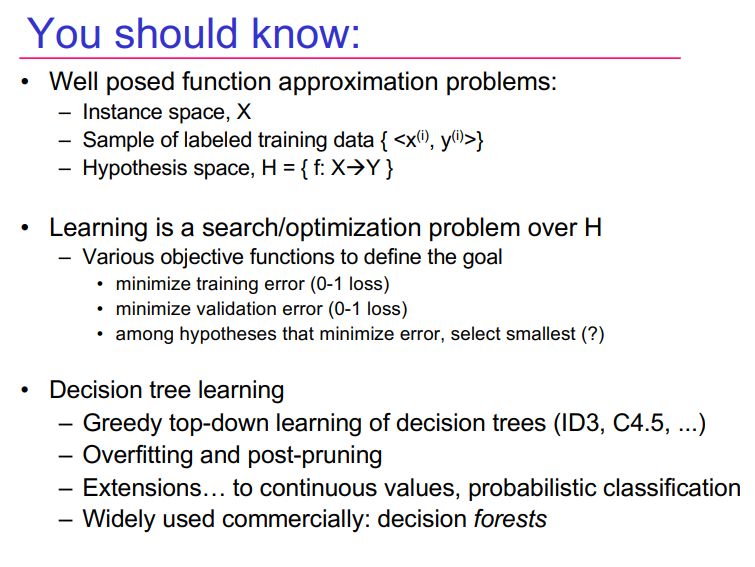 You should know:
• Well posed function approximation problems:
– Instance space, X
– Sample of labeled training data { <x⁽ⁱ⁾, y⁽ⁱ⁾>}
– Hypothesis space, H = { f: X→Y }
• Learning is a search/optimization problem over H
– Various objective functions to define the goal
• minimize training error (0-1 loss)
• minimize validation error (0-1 loss)
• among hypotheses that minimize error, select smallest (?)
• Decision tree learning
– Greedy top-down learning of decision trees (ID3, C4.5, ...)
– Overfitting and post-pruning
– Extensions… to continuous values, probabilistic classification
– Widely used commercially: decision forests